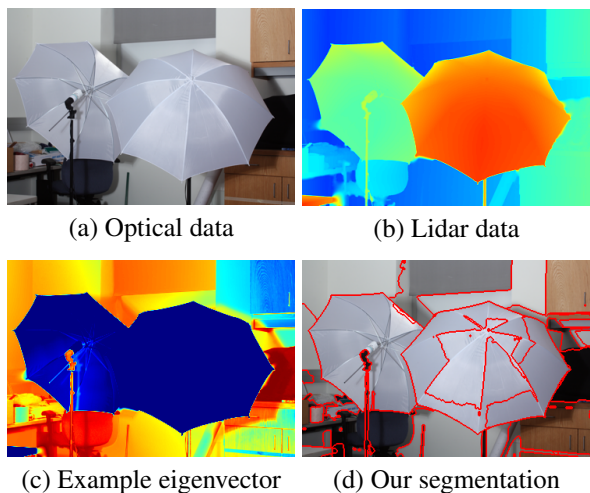 (a) Optical data
(b) Lidar data
(c) Example eigenvector
(d) Our segmentation